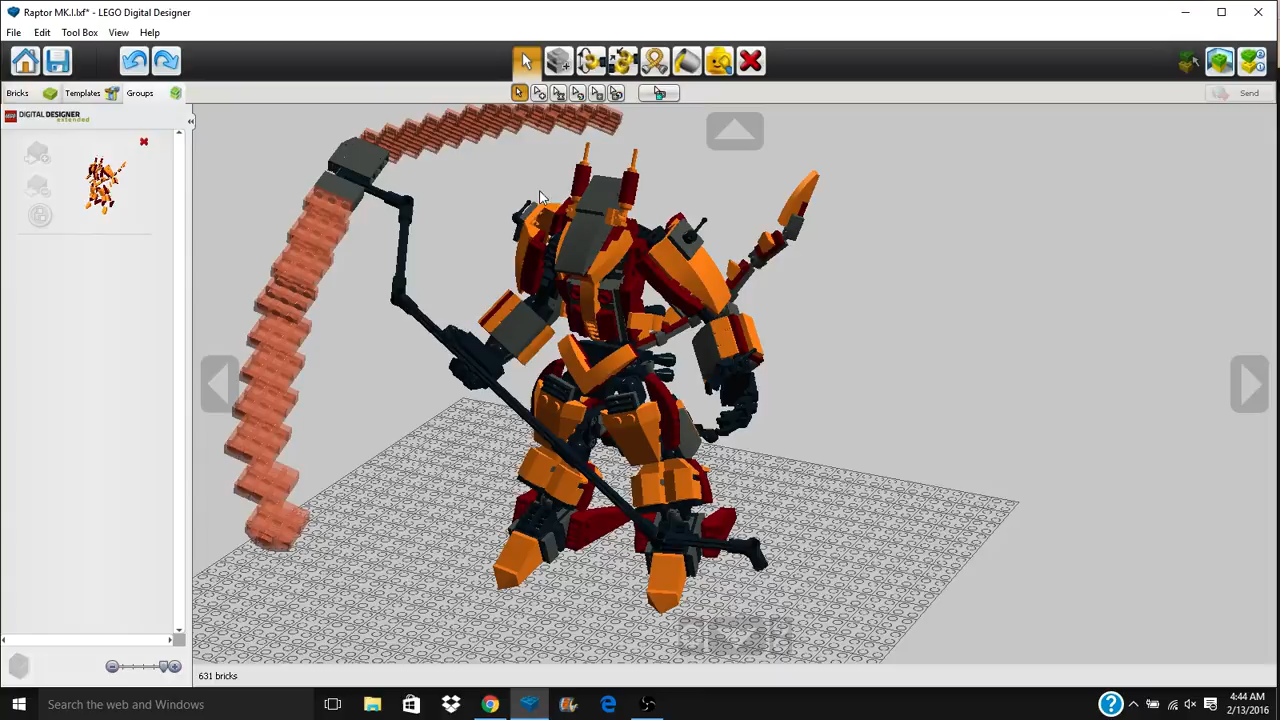 Raptor MK.I.lxf* - LEGO Digital Designer
File Edit Tool Box View Help
Bricks Templates Groups
Send
LEGO DIGITAL DESIGNER
extended
631 bricks
Search the web and Windows
4:44 AM
2/13/2016